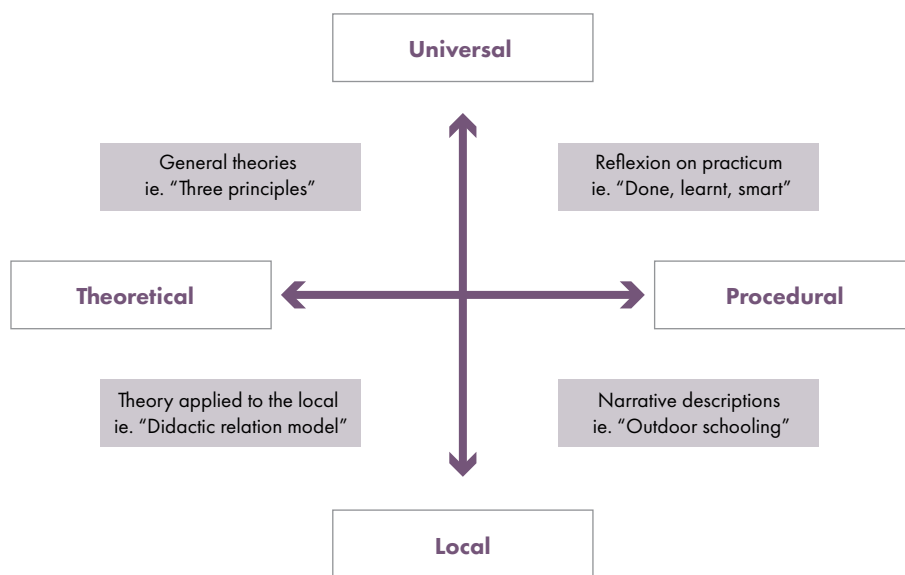 Universal
General theories
ie. “Three principles”
Reflexion on practicum
ie. “Done, learnt, smart”
Theoretical
Procedural
Theory applied to the local
ie. “Didactic relation model”
Narrative descriptions
ie. “Outdoor schooling”
Local